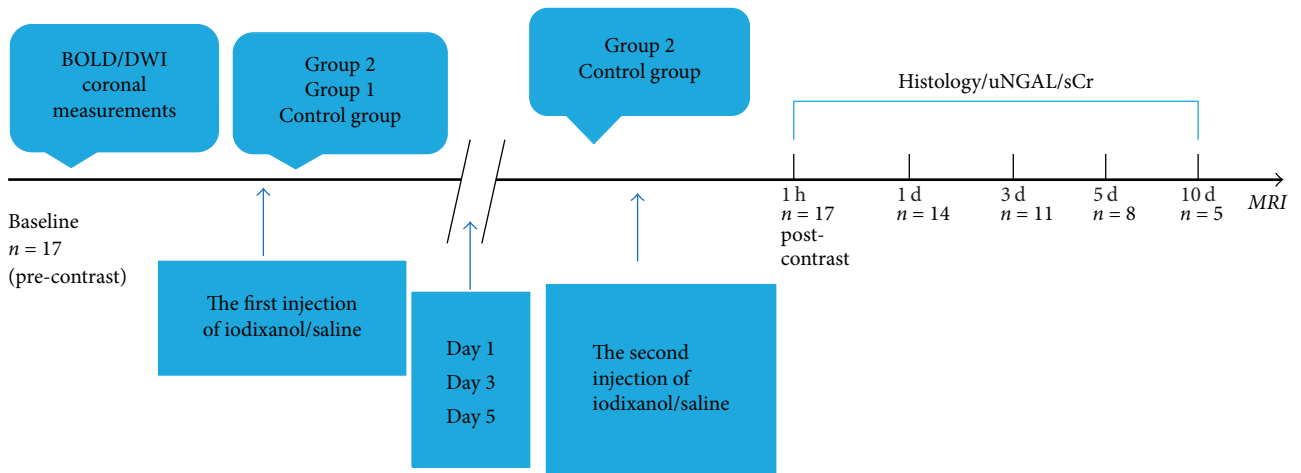 BOLD/DWI
coronal
measurements
Group 2
Group 1
Control group
Group 2
Control group
Histology/uNGAL/sCr
Baseline
n = 17
(pre-contrast)
1 h
n = 17
post-
contrast
1 d
n = 14
3 d
n = 11
5 d
n = 8
10 d
n = 5
MRI
The first injection
of iodixanol/saline
Day 1
Day 3
Day 5
The second
injection of
iodixanol/saline